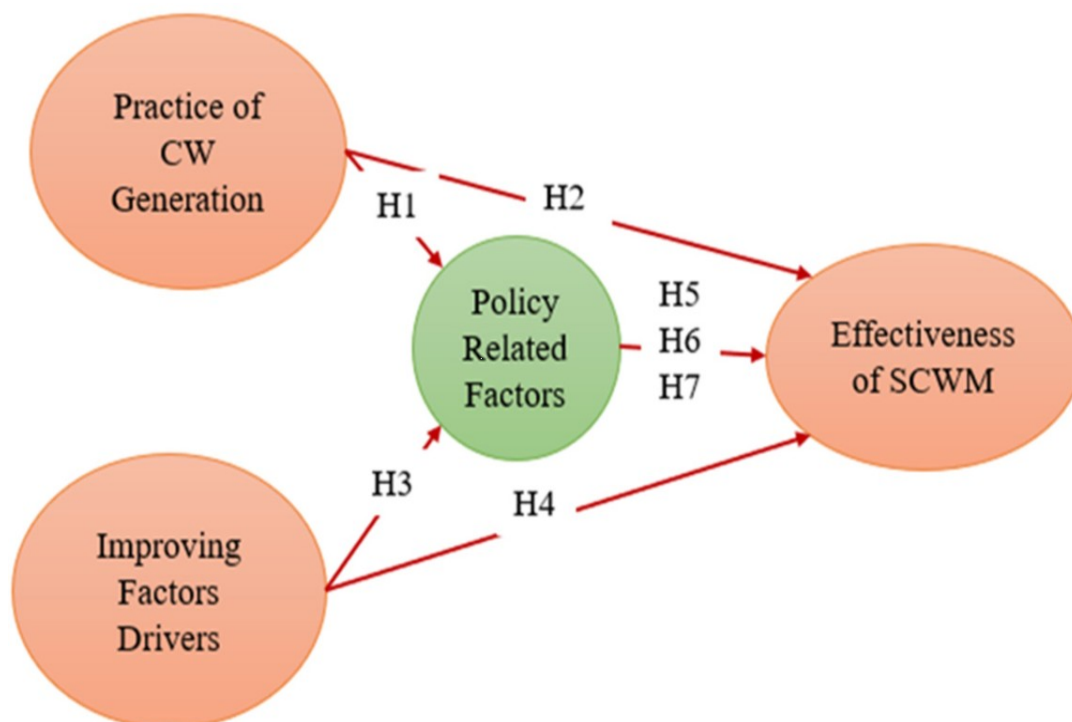 Practice of
CW
Generation
H1
H2
Policy
Related
Factors
H5
H6
H7
Effectiveness
of SCWM
H3
H4
Improving
Factors
Drivers